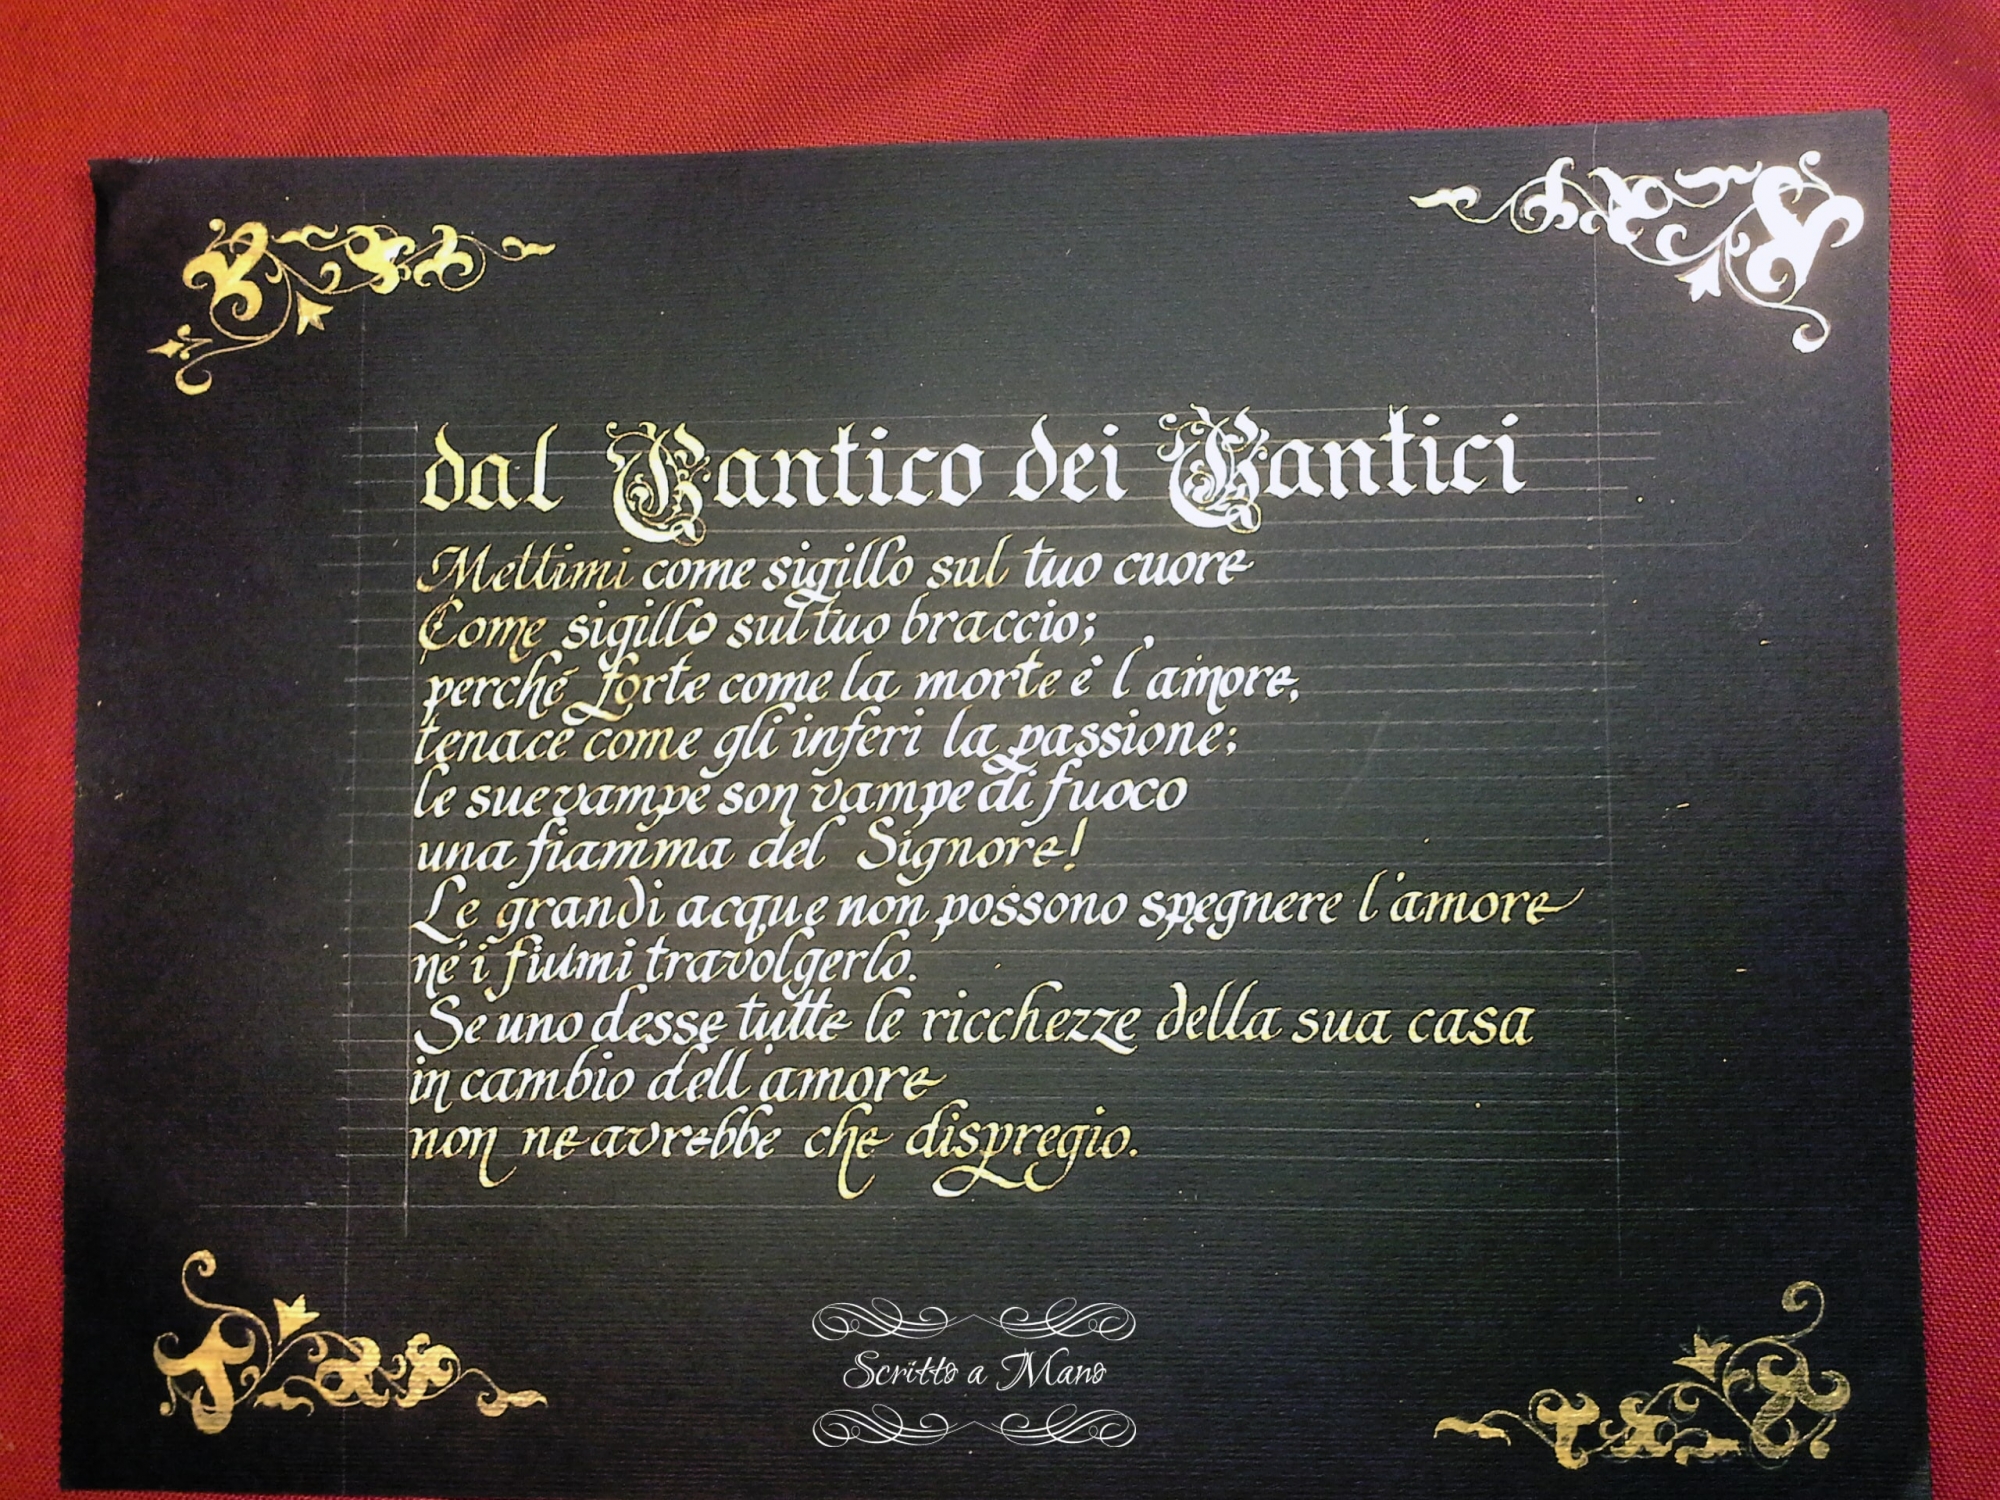 dal Cantico dei Cantici
Mettimi come sigillo sul tuo cuore
Come sigillo sul tuo braccio;
perché forte come la morte è l'amore,
tenace come gli inferi la passione;
le sue vampe son vampe di fuoco
una fiamma del Signore!
Le grandi acque non possono spegnere l'amore
né i fiumi travolgerlo.
Se uno desse tutte le ricchezze della sua casa
in cambio dell amore
non ne avrebbe che dispregio.
Scritto a Mano